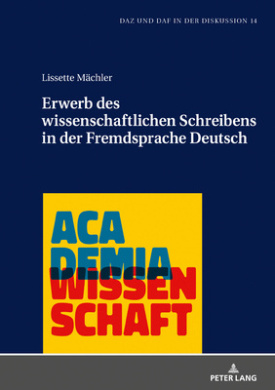 DAZ UND DAF IN DER DISKUSSION 14
Lissette Mächler
Erwerb des
wissenschaftlichen Schreibens
in der Fremdsprache Deutsch
ACA
DEMIA
WISSEN
SCHAFT
PETER LANG